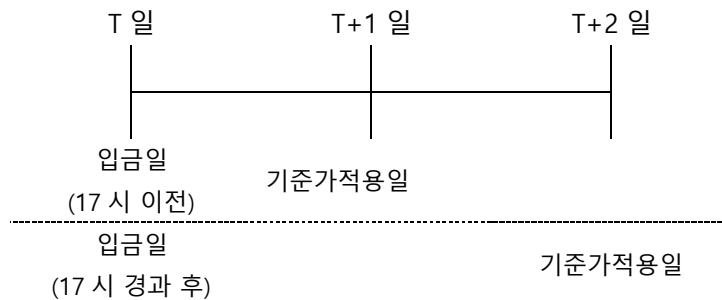 T 일 T+1 일 T+2 일
입금일
(17 시 이전)
기준가적용일
입금일
(17 시 경과 후)
기준가적용일